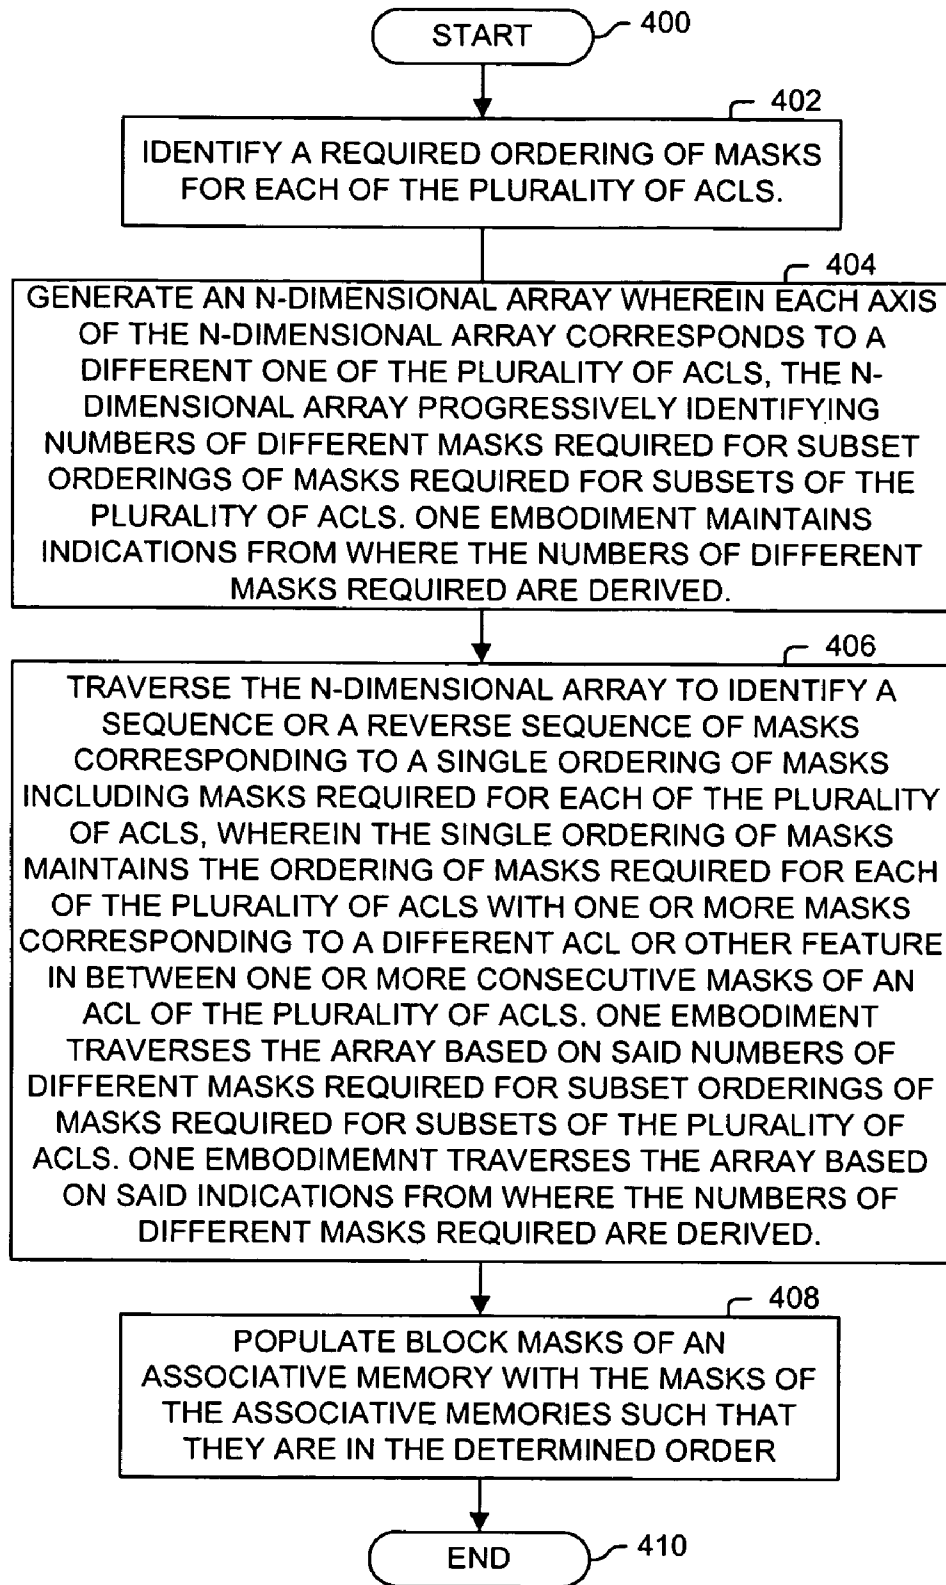 START
400
402
IDENTIFY A REQUIRED ORDERING OF MASKS
FOR EACH OF THE PLURALITY OF ACLS.
404
GENERATE AN N-DIMENSIONAL ARRAY WHEREIN EACH AXIS
OF THE N-DIMENSIONAL ARRAY CORRESPONDS TO A
DIFFERENT ONE OF THE PLURALITY OF ACLS, THE N-
DIMENSIONAL ARRAY PROGRESSIVELY IDENTIFYING
NUMBERS OF DIFFERENT MASKS REQUIRED FOR SUBSET
ORDERINGS OF MASKS REQUIRED FOR SUBSETS OF THE
PLURALITY OF ACLS. ONE EMBODIMENT MAINTAINS
INDICATIONS FROM WHERE THE NUMBERS OF DIFFERENT
MASKS REQUIRED ARE DERIVED.
406
TRAVERSE THE N-DIMENSIONAL ARRAY TO IDENTIFY A
SEQUENCE OR A REVERSE SEQUENCE OF MASKS
CORRESPONDING TO A SINGLE ORDERING OF MASKS
INCLUDING MASKS REQUIRED FOR EACH OF THE PLURALITY
OF ACLS, WHEREIN THE SINGLE ORDERING OF MASKS
MAINTAINS THE ORDERING OF MASKS REQUIRED FOR EACH
OF THE PLURALITY OF ACLS WITH ONE OR MORE MASKS
CORRESPONDING TO A DIFFERENT ACL OR OTHER FEATURE
IN BETWEEN ONE OR MORE CONSECUTIVE MASKS OF AN
ACL OF THE PLURALITY OF ACLS. ONE EMBODIMENT
TRAVERSES THE ARRAY BASED ON SAID NUMBERS OF
DIFFERENT MASKS REQUIRED FOR SUBSET ORDERINGS OF
MASKS REQUIRED FOR SUBSETS OF THE PLURALITY OF
ACLS. ONE EMBODIMEMNT TRAVERSES THE ARRAY BASED
ON SAID INDICATIONS FROM WHERE THE NUMBERS OF
DIFFERENT MASKS REQUIRED ARE DERIVED.
408
POPULATE BLOCK MASKS OF AN
ASSOCIATIVE MEMORY WITH THE MASKS OF
THE ASSOCIATIVE MEMORIES SUCH THAT
THEY ARE IN THE DETERMINED ORDER
END
410